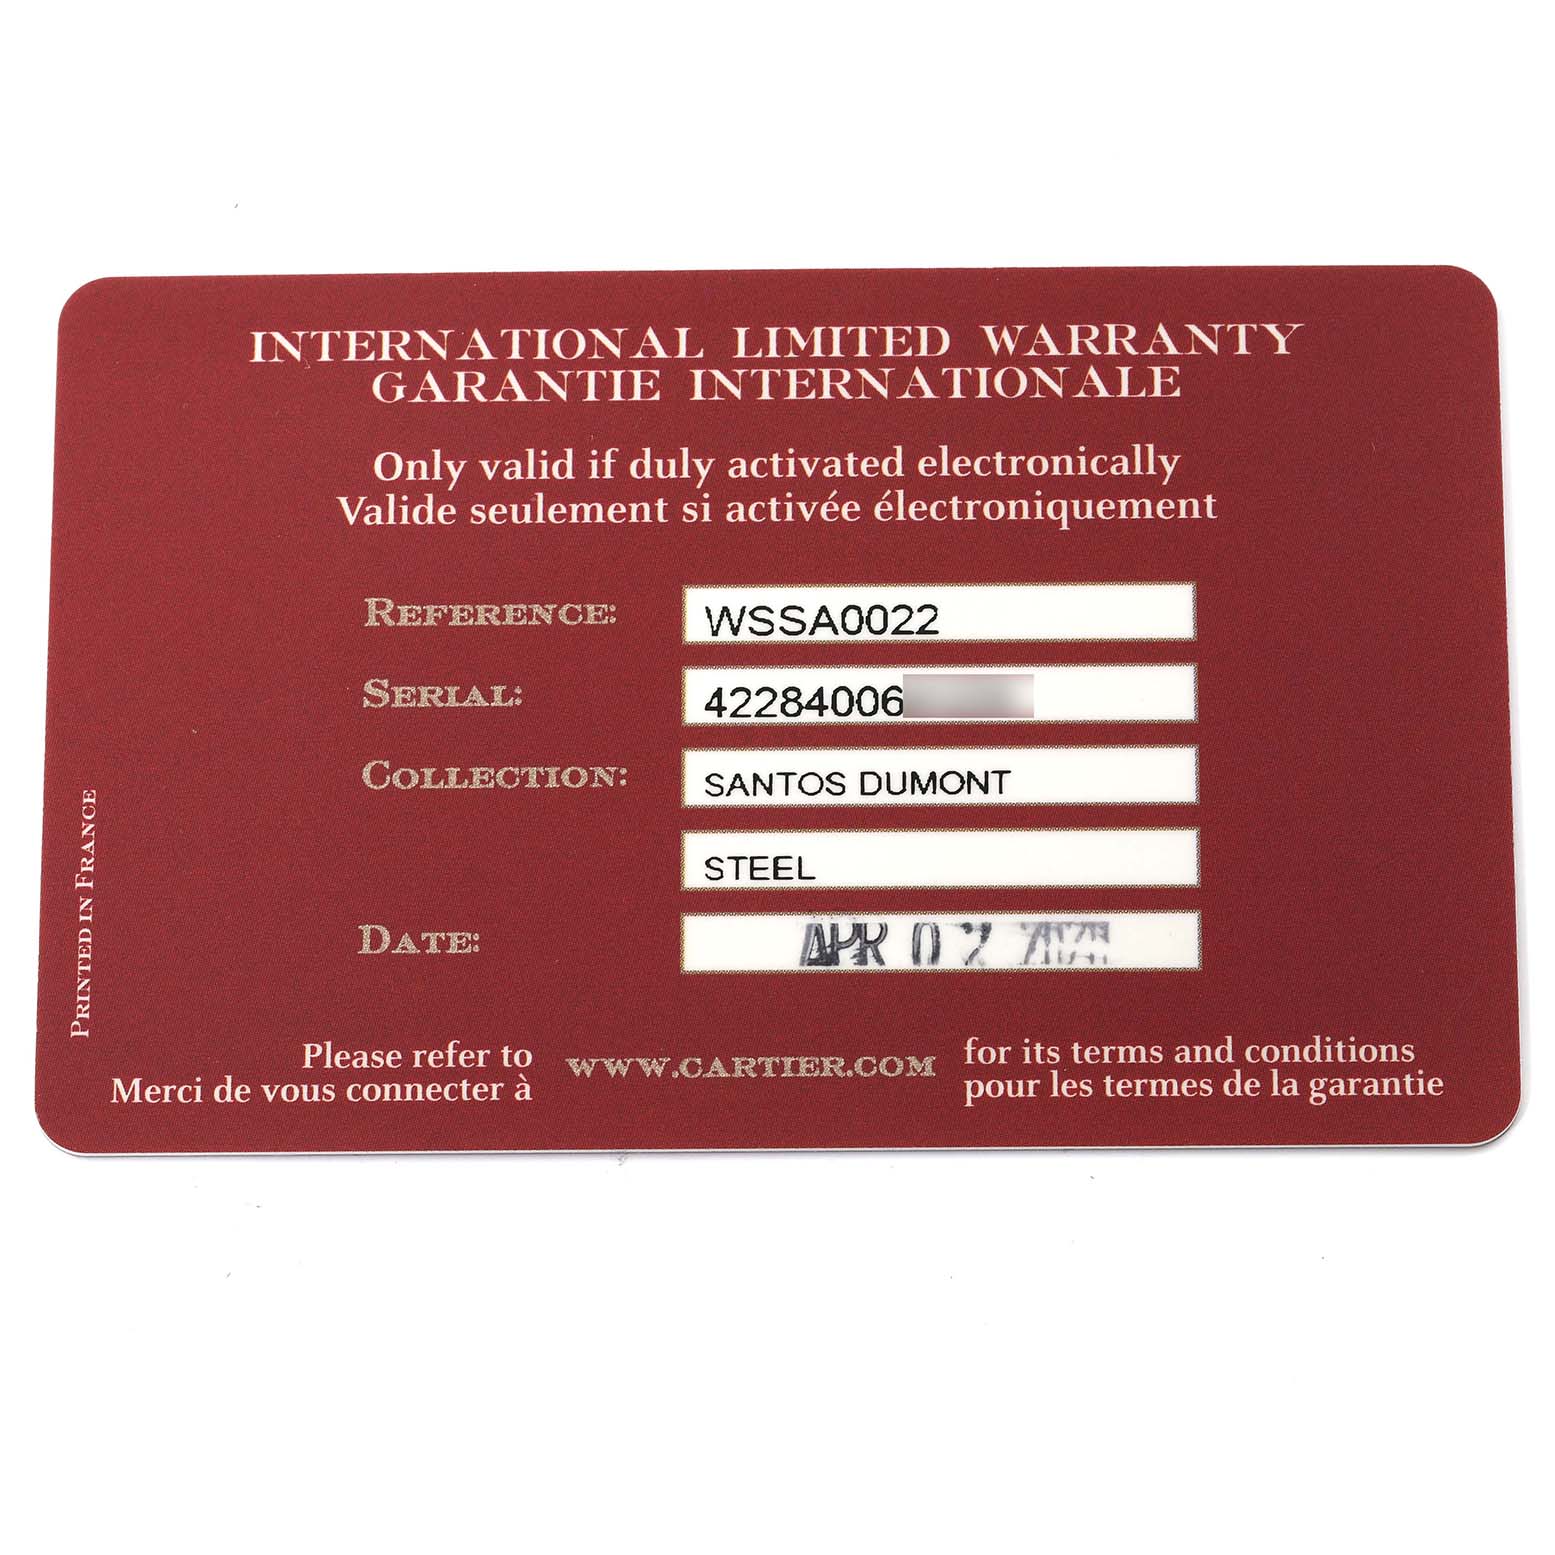 INTERNATIONAL LIMITED WARRANTY
GARANTIE INTERNATIONALE
Only valid if duly activated electronically
Valide seulement si activée électroniquement
REFERENCE: WSSA0022
SERIAL: 42284006
COLLECTION: SANTOS DUMONT
STEEL
DATE: APR 02
Please refer to WWW.CARTIER.COM for its terms and conditions
Merci de vous connecter à pour les termes de la garantie
PRINTED IN FRANCE